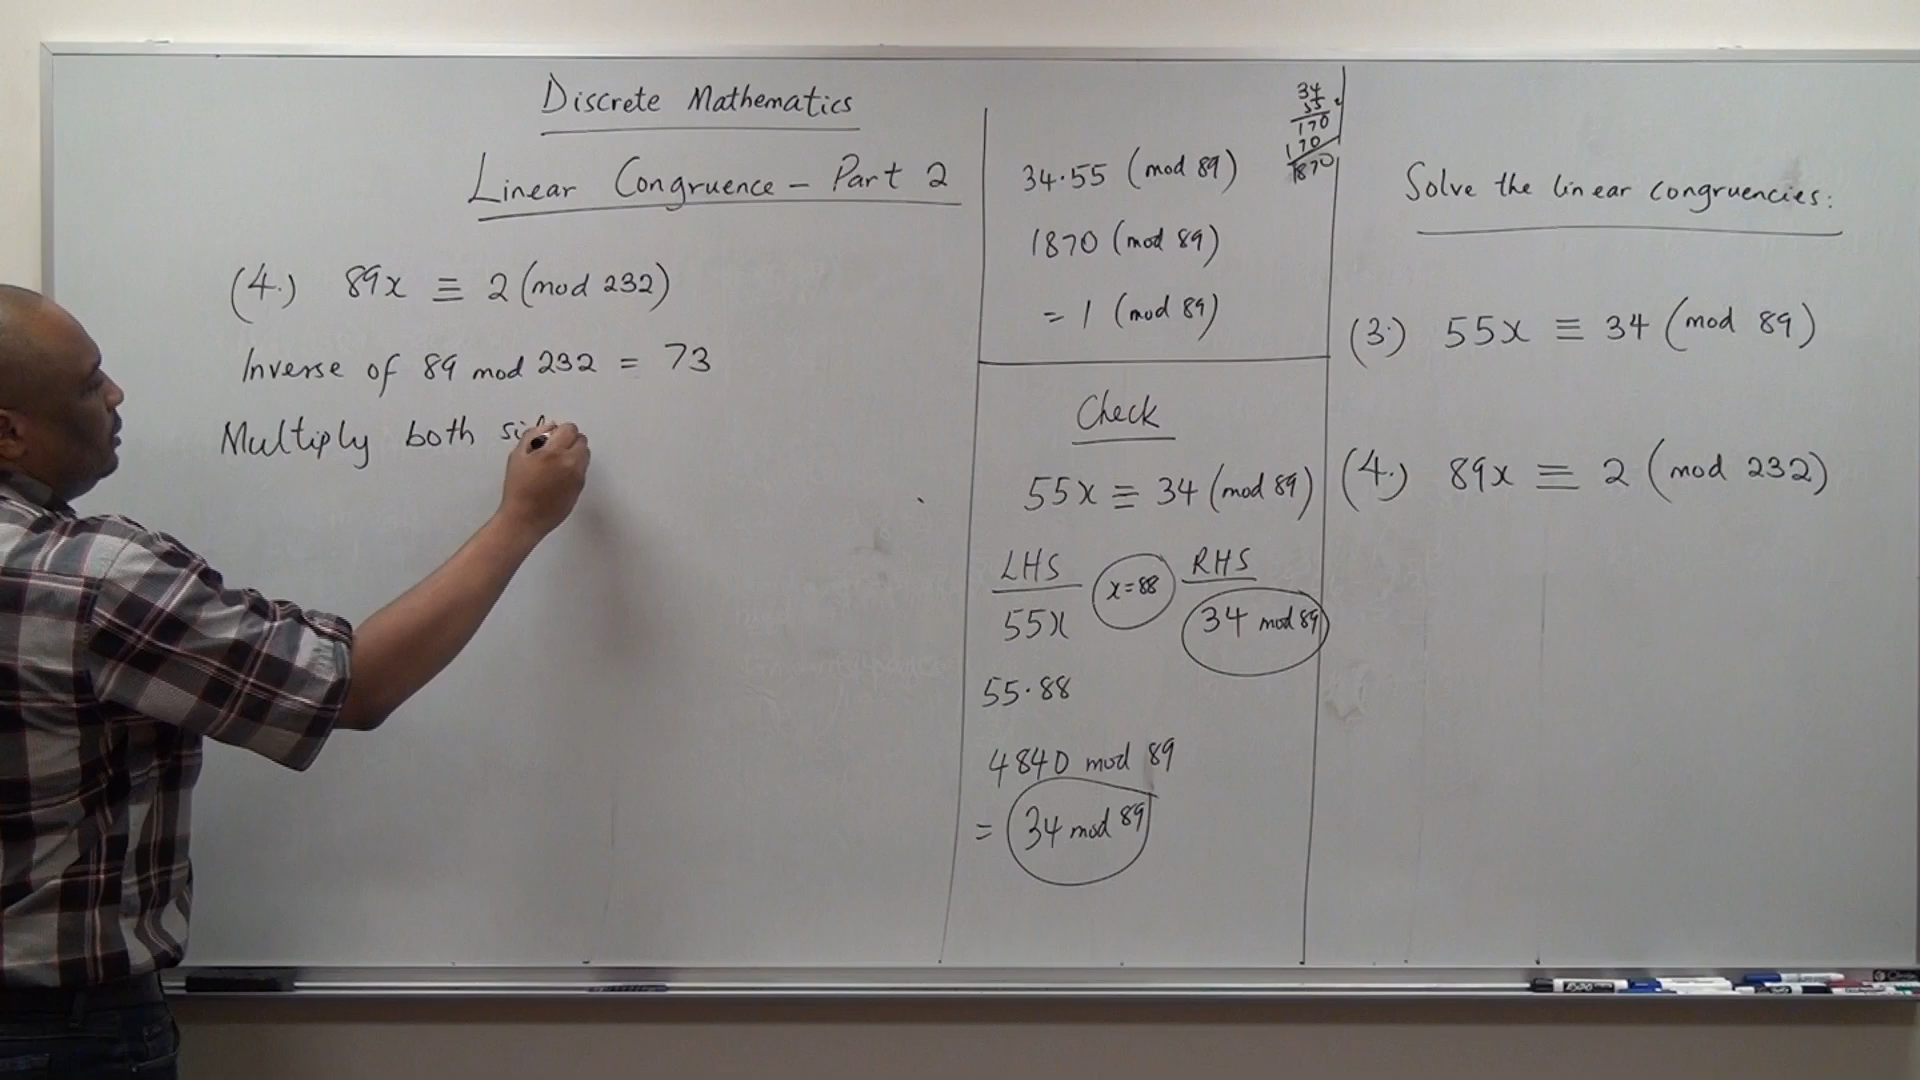 Discrete Mathematics
Linear Congruence – Part 2
(4.) 89x ≡ 2 (mod 232)
Inverse of 89 mod 232 = 73
Multiply both
34·55 (mod 89)
1870 (mod 89)
= 1 (mod 89)
34
55
170
170
1870
Check
55x ≡ 34 (mod 89)
LHS x=88 RHS
55x 34 mod 89
55·88
4840 mod 89
= 34 mod 89
Solve the linear congruencies:
(3.) 55x ≡ 34 (mod 89)
(4.) 89x ≡ 2 (mod 232)
EXPO